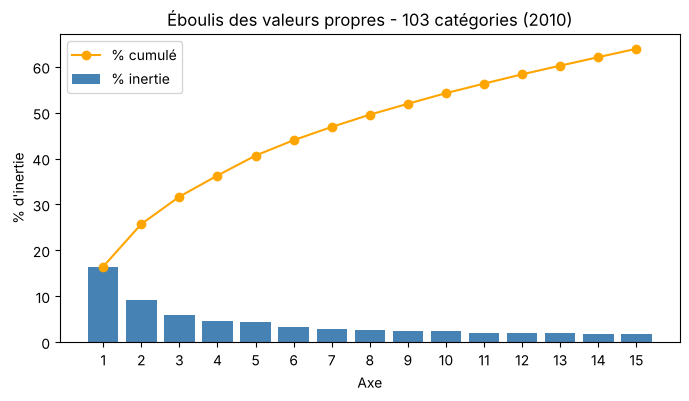 Éboulis des valeurs propres - 103 catégories (2010)
% cumulé
% inertie
% d'inertie
60
50
40
30
20
10
0
1 2 3 4 5 6 7 8 9 10 11 12 13 14 15
Axe